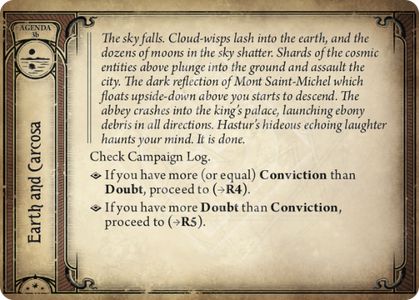 AGENDA
3b
Earth and Carcosa
The sky falls. Cloud-wisps lash into the earth, and the
dozens of moons in the sky shatter. Shards of the cosmic
entities above plunge into the ground and assault the
city. The dark reflection of Mont Saint-Michel which
floats upside-down above you starts to descend. The
abbey crashes into the king's palace, launching ebony
debris in all directions. Hastur's hideous echoing laughter
haunts your mind. It is done.
Check Campaign Log.
If you have more (or equal) Conviction than
Doubt, proceed to (→R4).
If you have more Doubt than Conviction,
proceed to (→R5).